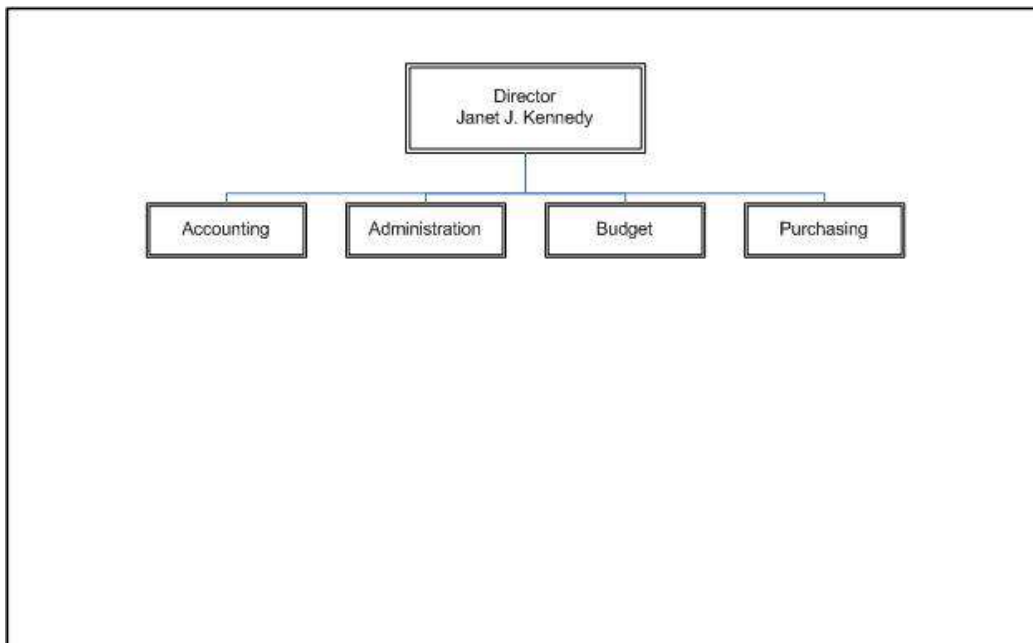 Director
Janet J. Kennedy
Accounting
Administration
Budget
Purchasing